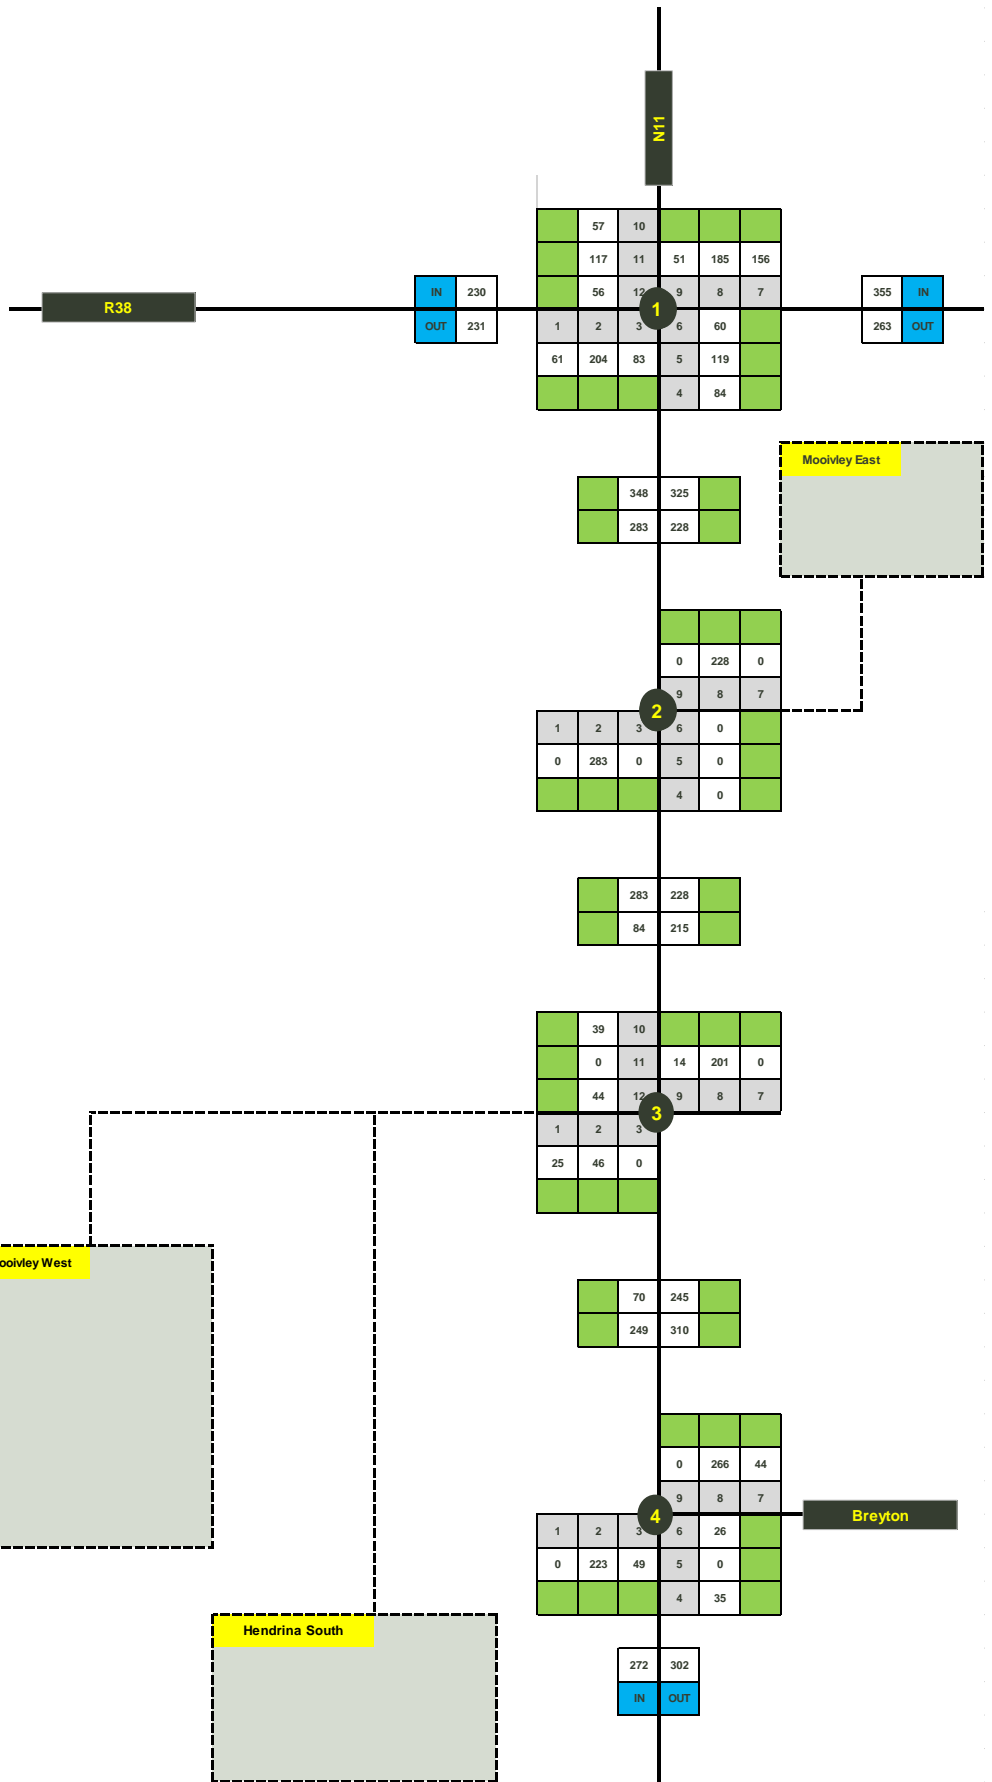 N11
57 10
117 11 51 185 156
IN 230 56 12 9 8 7 355 IN
R38
1
OUT 231 1 2 3 6 60 263 OUT
61 204 83 5 119
4 84
Mooivley East
348 325
283 228
0 228 0
9 8 7
2
1 2 3 6 0
0 283 0 5 0
4 0
283 228
84 215
39 10
0 11 14 201 0
44 12 9 8 7
3
1 2 3
25 46 0
ooivley West
70 245
249 310
0 266 44
9 8 7
4 Breyton
1 2 3 6 26
0 223 49 5 0
4 35
Hendrina South
272 302
IN OUT